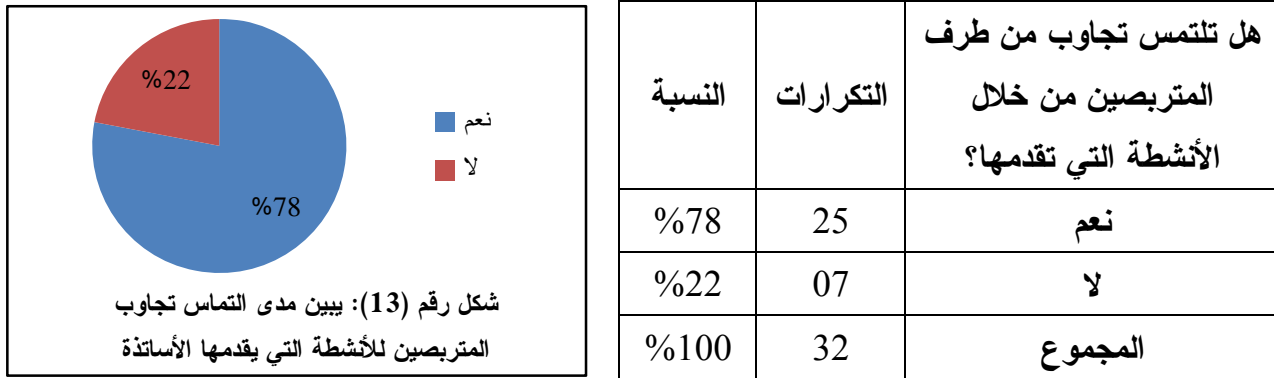 هل تلتمس تجاوب من طرف
المتربصين من خلال
الأنشطة التي تقدمها؟
التكرارات
النسبة
نعم
25
%78
لا
07
%22
المجموع
32
%100
%22
%78
نعم
لا
شكل رقم (13): يبين مدى التماس تجاوب
المتربصين للأنشطة التي يقدمها الأساتذة